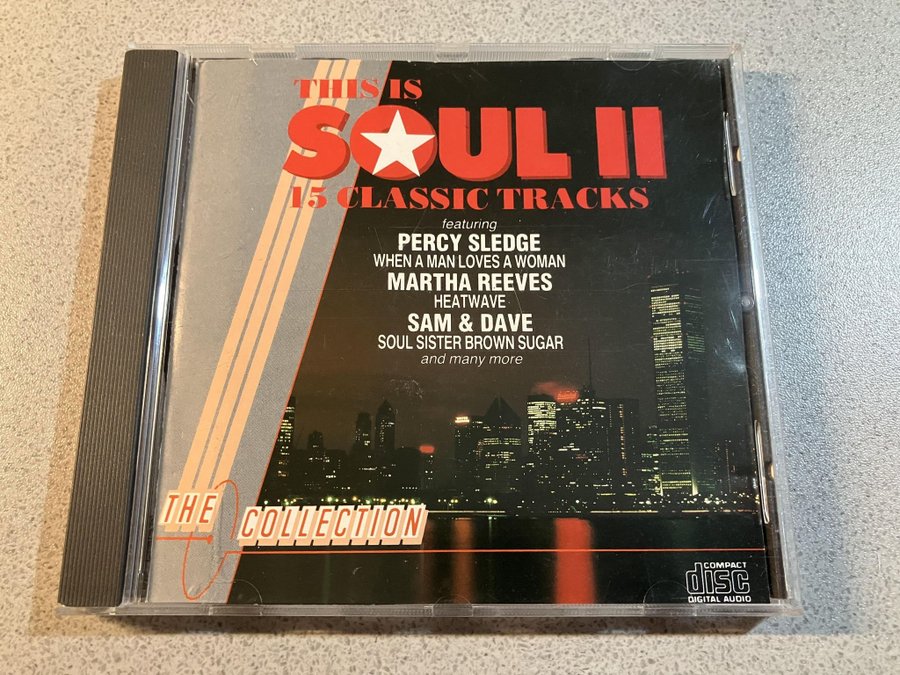 THIS IS
SOUL II
15 CLASSIC TRACKS
featuring
PERCY SLEDGE
WHEN A MAN LOVES A WOMAN
MARTHA REEVES
HEATWAVE
SAM & DAVE
SOUL SISTER BROWN SUGAR
and many more
THE COLLECTION
COMPACT
disc
DIGITAL AUDIO